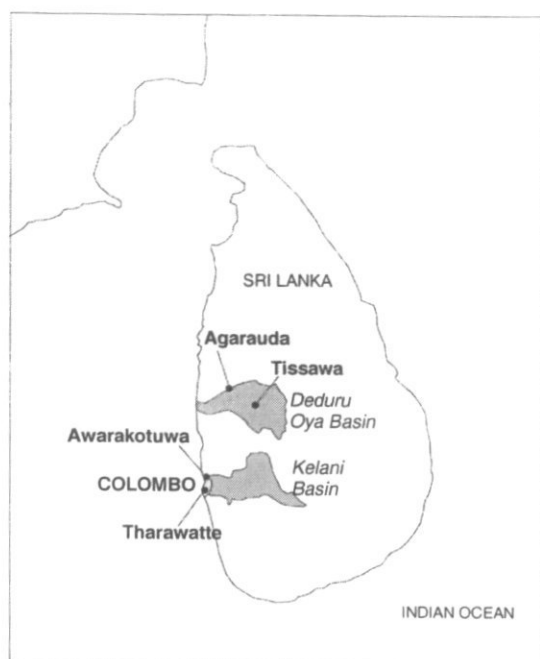 SRI LANKA
Agarauda
Tissawa
Deduru
Oya Basin
Awarakotuwa
Kelani
Basin
COLOMBO
Tharawatte
INDIAN OCEAN